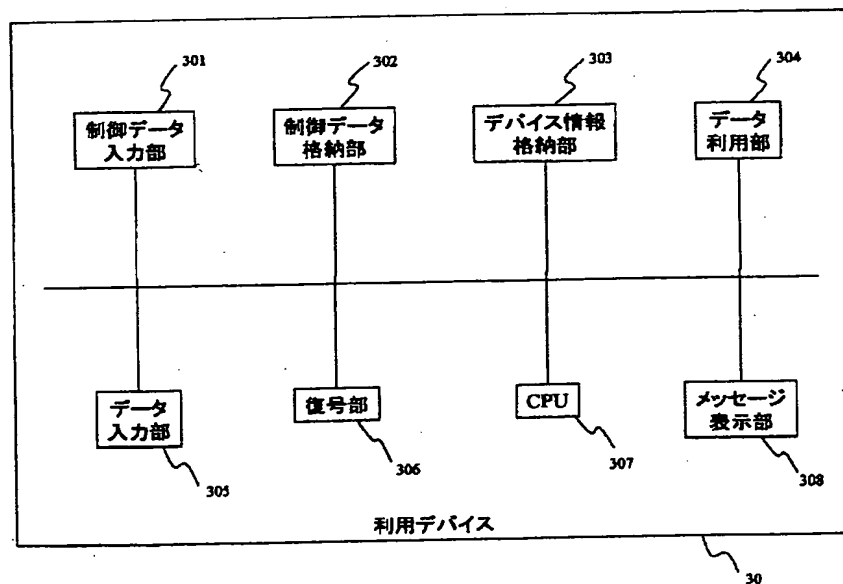 301
302
303
304
制御データ
入力部
制御データ
格納部
デバイス情報
格納部
データ
利用部
データ
入力部
復号部
CPU
メッセージ
表示部
305
306
307
308
利用デバイス
30